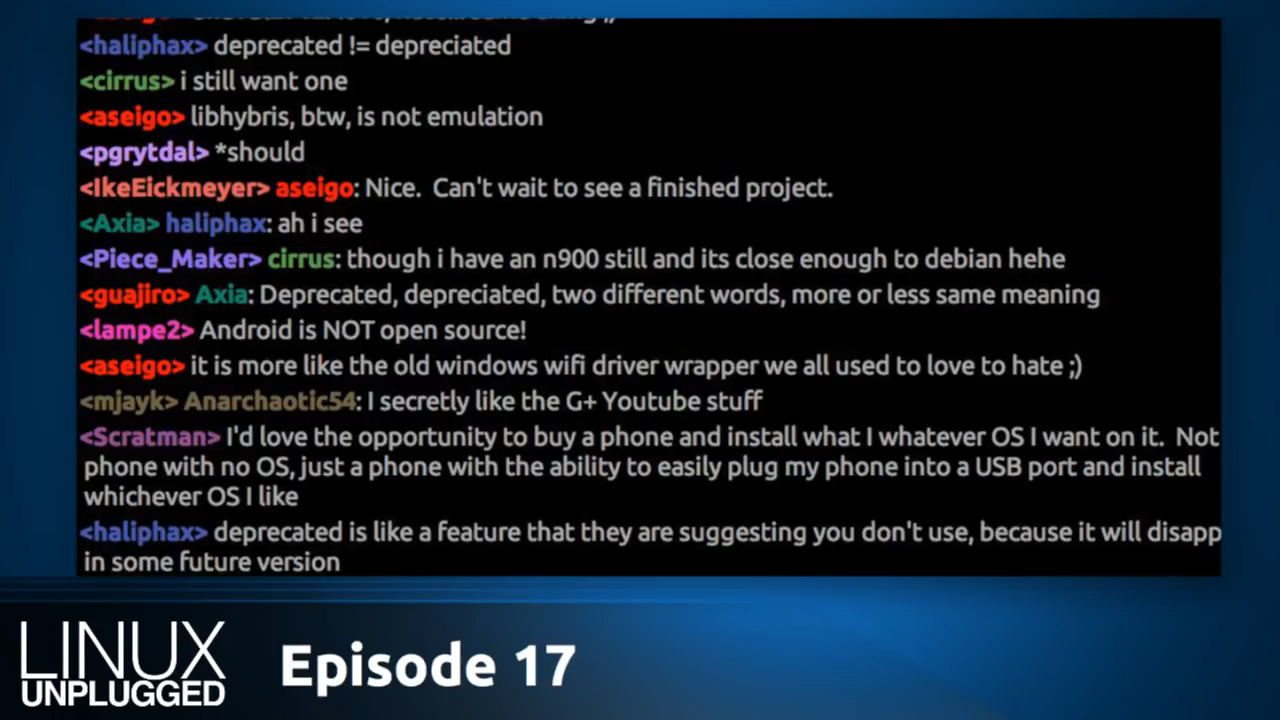 <haliphax> deprecated != depreciated
<cirrus> i still want one
<aseigo> libhybris, btw, is not emulation
<pgrytdal> *should
<IkeEickmeyer> aseigo: Nice.  Can't wait to see a finished project.
<Axia> haliphax: ah i see
<Piece_Maker> cirrus: though i have an n900 still and its close enough to debian hehe
<guajiro> Axia: Deprecated, depreciated, two different words, more or less same meaning
<lampe2> Android is NOT open source!
<aseigo> it is more like the old windows wifi driver wrapper we all used to love to hate ;)
<mjayk> Anarchaotic54: I secretly like the G+ Youtube stuff
<Scratman> I'd love the opportunity to buy a phone and install what I whatever OS I want on it.  Not
phone with no OS, just a phone with the ability to easily plug my phone into a USB port and install
whichever OS I like
<haliphax> deprecated is like a feature that they are suggesting you don't use, because it will disapp
in some future version
LINUX
UNPLUGGED
Episode 17